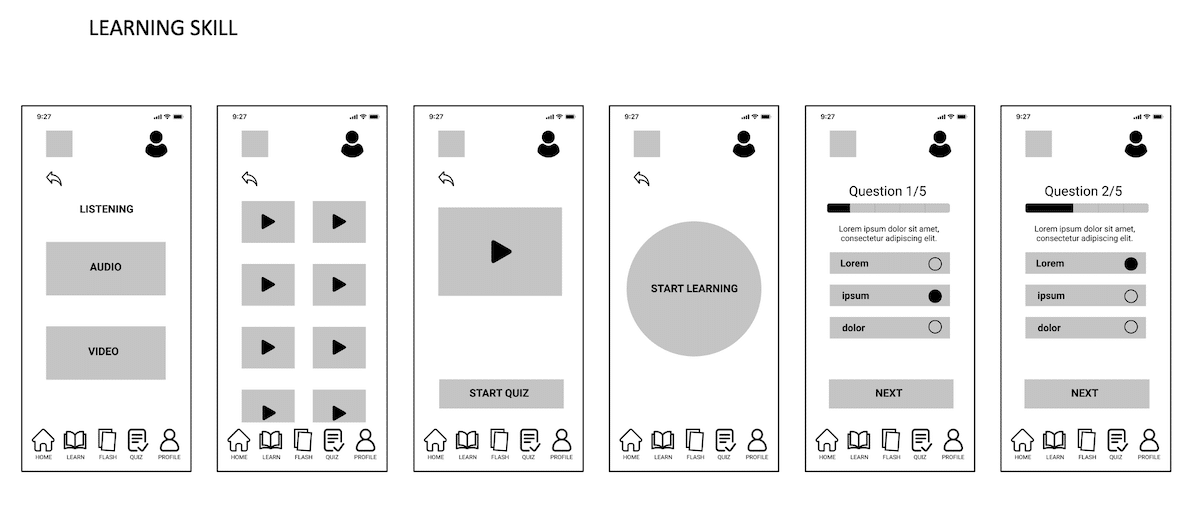 LEARNING SKILL
9:27
LISTENING
AUDIO
VIDEO
HOME LEARN FLASH QUIZ PROFILE
9:27
HOME LEARN FLASH QUIZ PROFILE
9:27
START QUIZ
HOME LEARN FLASH QUIZ PROFILE
9:27
START LEARNING
HOME LEARN FLASH QUIZ PROFILE
9:27
Question 1/5
Lorem ipsum dolor sit amet,
consectetur adipiscing elit.
Lorem
ipsum
dolor
NEXT
HOME LEARN FLASH QUIZ PROFILE
9:27
Question 2/5
Lorem ipsum dolor sit amet,
consectetur adipiscing elit.
Lorem
ipsum
dolor
NEXT
HOME LEARN FLASH QUIZ PROFILE